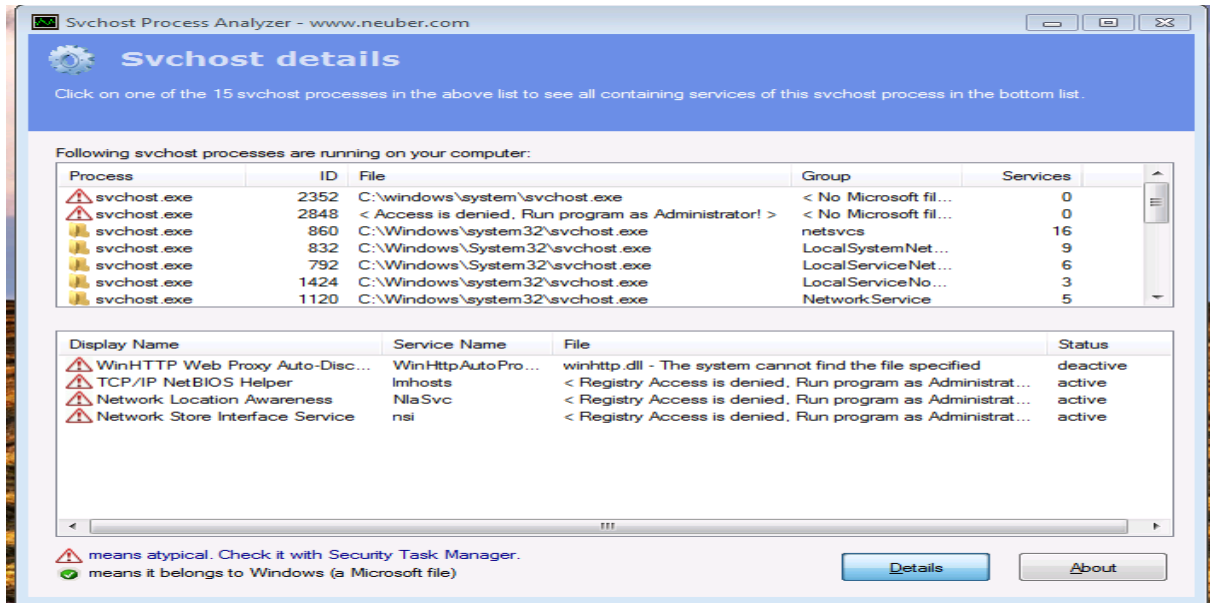 Svchost Process Analyzer - www.neuber.com
Svchost details
Click on one of the 15 svchost processes in the above list to see all containing services of this svchost process in the bottom list.
Following svchost processes are running on your computer:
Process ID File Group Services
svchost.exe 2352 C:\windows\system\svchost.exe < No Microsoft fil... 0
svchost.exe 2848 < Access is denied, Run program as Administrator! > < No Microsoft fil... 0
svchost.exe 860 C:\Windows\system32\svchost.exe netsvcs 16
svchost.exe 832 C:\Windows\System32\svchost.exe LocalSystemNet... 9
svchost.exe 792 C:\Windows\System32\svchost.exe LocalServiceNet... 6
svchost.exe 1424 C:\Windows\system32\svchost.exe LocalServiceNo... 3
svchost.exe 1120 C:\Windows\system32\svchost.exe NetworkService 5
Display Name Service Name File Status
WinHTTP Web Proxy Auto-Disc... WinHttpAutoPro... winhttp.dll - The system cannot find the file specified deactive
TCP/IP NetBIOS Helper lmhosts < Registry Access is denied, Run program as Administrat... active
Network Location Awareness NlaSvc < Registry Access is denied, Run program as Administrat... active
Network Store Interface Service nsi < Registry Access is denied, Run program as Administrat... active
means atypical. Check it with Security Task Manager.
means it belongs to Windows (a Microsoft file)
Details About